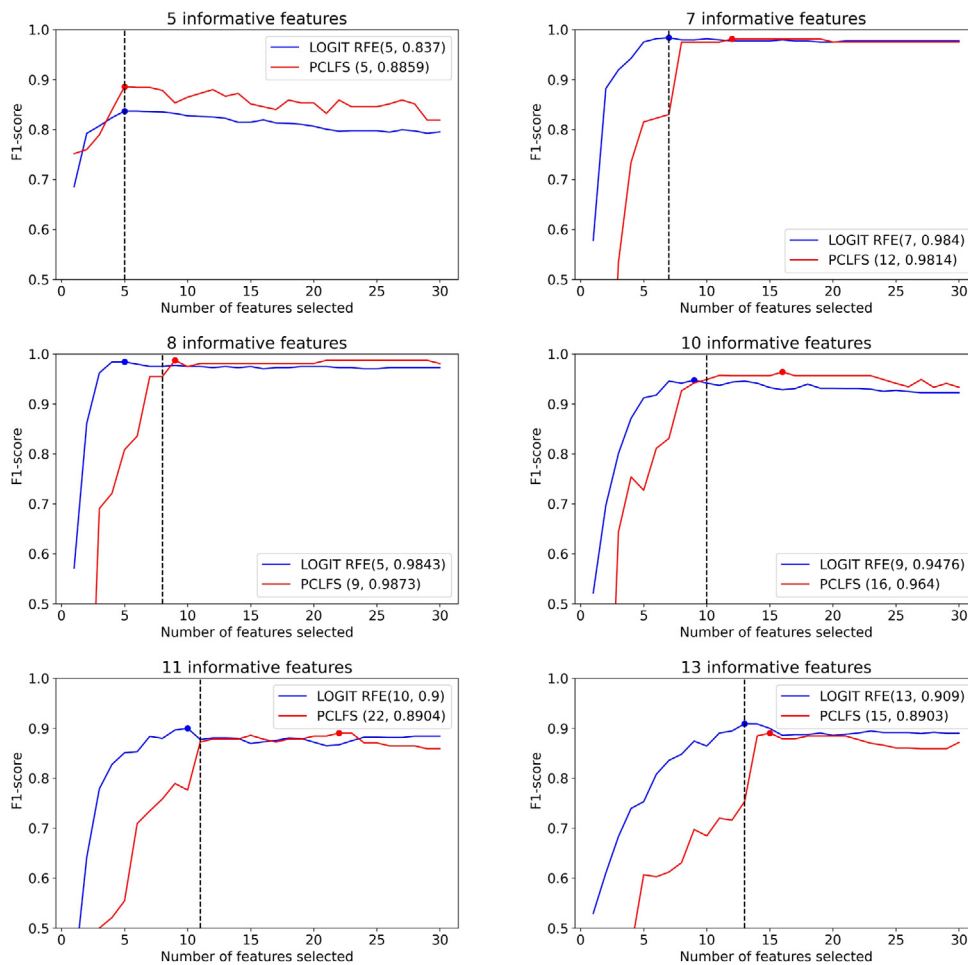 5 informative features
1.0
0.9
0.8
0.7
0.6
0.5
F1-score
LOGIT RFE(5, 0.837)
PCLFS (5, 0.8859)
0 5 10 15 20 25 30
Number of features selected
7 informative features
1.0
0.9
0.8
0.7
0.6
0.5
F1-score
LOGIT RFE(7, 0.984)
PCLFS (12, 0.9814)
0 5 10 15 20 25 30
Number of features selected
8 informative features
1.0
0.9
0.8
0.7
0.6
0.5
F1-score
LOGIT RFE(5, 0.9843)
PCLFS (9, 0.9873)
0 5 10 15 20 25 30
Number of features selected
10 informative features
1.0
0.9
0.8
0.7
0.6
0.5
F1-score
LOGIT RFE(9, 0.9476)
PCLFS (16, 0.964)
0 5 10 15 20 25 30
Number of features selected
11 informative features
1.0
0.9
0.8
0.7
0.6
0.5
F1-score
LOGIT RFE(10, 0.9)
PCLFS (22, 0.8904)
0 5 10 15 20 25 30
Number of features selected
13 informative features
1.0
0.9
0.8
0.7
0.6
0.5
F1-score
LOGIT RFE(13, 0.909)
PCLFS (15, 0.8903)
0 5 10 15 20 25 30
Number of features selected